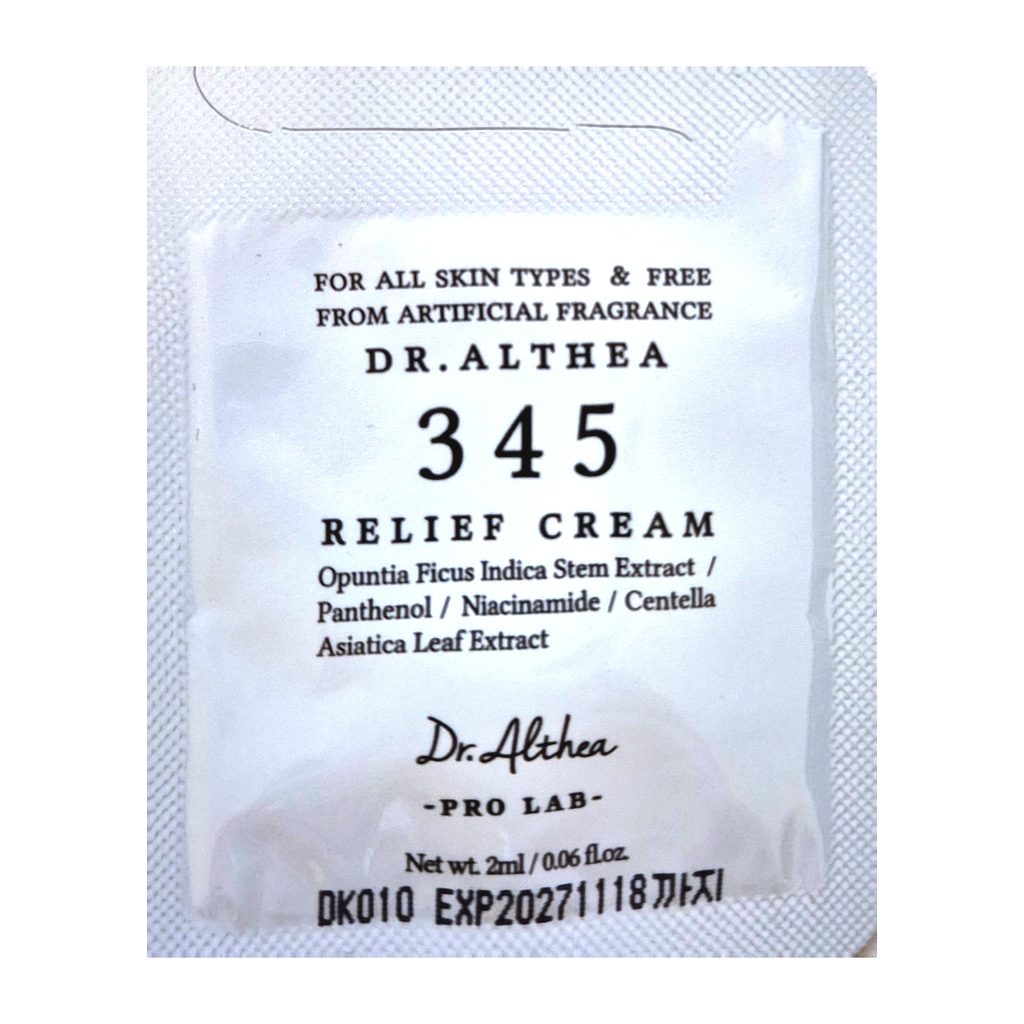 FOR ALL SKIN TYPES & FREE
FROM ARTIFICIAL FRAGRANCE
DR.ALTHEA
345
RELIEF CREAM
Opuntia Ficus Indica Stem Extract /
Panthenol / Niacinamide / Centella
Asiatica Leaf Extract
Dr.Althea
-PRO LAB-
Net wt. 2ml / 0.06 fl.oz.
DK010 EXP20271118까지